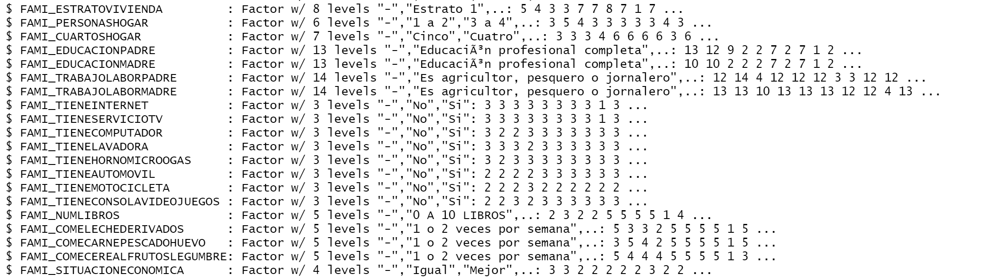 $ FAMI_ESTRATOVIVIENDA         : Factor w/ 8 levels "-","Estrato 1",..: 5 4 3 3 7 7 8 7 1 7 ...
$ FAMI_PERSONASHOGAR           : Factor w/ 6 levels "-","1 a 2","3 a 4",..: 3 5 4 3 3 3 3 3 4 3 ...
$ FAMI_CUARTOSHOGAR            : Factor w/ 7 levels "-","Cinco","Cuatro",..: 3 3 3 4 6 6 6 6 3 6 ...
$ FAMI_EDUCACIONPADRE          : Factor w/ 13 levels "-","EducaciÃ³n profesional completa",..: 13 12 9 2 2 7 2 7 1 2 ...
$ FAMI_EDUCACIONMADRE          : Factor w/ 13 levels "-","EducaciÃ³n profesional completa",..: 10 10 2 2 2 7 2 7 1 2 ...
$ FAMI_TRABAJOLABORPADRE       : Factor w/ 14 levels "-","Es agricultor, pesquero o jornalero",..: 12 14 4 12 12 12 3 3 12 12 ...
$ FAMI_TRABAJOLABORMADRE       : Factor w/ 14 levels "-","Es agricultor, pesquero o jornalero",..: 13 13 10 13 13 13 12 12 4 13 ...
$ FAMI_TIENEINTERNET           : Factor w/ 3 levels "-","No","Si": 3 3 3 3 3 3 3 3 1 3 ...
$ FAMI_TIENESERVICIOTV         : Factor w/ 3 levels "-","No","Si": 3 3 3 3 3 3 3 3 1 3 ...
$ FAMI_TIENECOMPUTADOR         : Factor w/ 3 levels "-","No","Si": 3 2 2 3 3 3 3 3 3 3 ...
$ FAMI_TIENELAVADORA           : Factor w/ 3 levels "-","No","Si": 3 3 3 2 3 3 3 3 3 3 ...
$ FAMI_TIENEHORNOMICROOGAS     : Factor w/ 3 levels "-","No","Si": 3 2 3 3 3 3 3 3 3 3 ...
$ FAMI_TIENEAUTOMOVIL          : Factor w/ 3 levels "-","No","Si": 2 2 2 2 3 3 3 3 3 3 ...
$ FAMI_TIENEMOTOCICLETA        : Factor w/ 3 levels "-","No","Si": 2 2 2 3 2 2 2 2 2 2 ...
$ FAMI_TIENECONSOLAVIDEOJUEGOS : Factor w/ 3 levels "-","No","Si": 2 2 3 2 3 3 3 3 3 3 ...
$ FAMI_NUMLIBROS               : Factor w/ 5 levels "-","0 A 10 LIBROS",..: 2 3 2 2 5 5 5 5 1 4 ...
$ FAMI_COMELECHEDERIVADOS      : Factor w/ 5 levels "-","1 o 2 veces por semana",..: 5 3 3 2 5 5 5 5 1 5 ...
$ FAMI_COMECARNEPESCADOHUEVO   : Factor w/ 5 levels "-","1 o 2 veces por semana",..: 3 5 4 2 5 5 5 5 1 5 ...
$ FAMI_COMECEREALFRUTOSLEGUMBRE: Factor w/ 5 levels "-","1 o 2 veces por semana",..: 5 4 4 4 5 5 5 5 1 3 ...
$ FAMI_SITUACIONECONOMICA      : Factor w/ 4 levels "-","Igual","Mejor",..: 3 3 2 2 2 2 2 3 2 2 ...